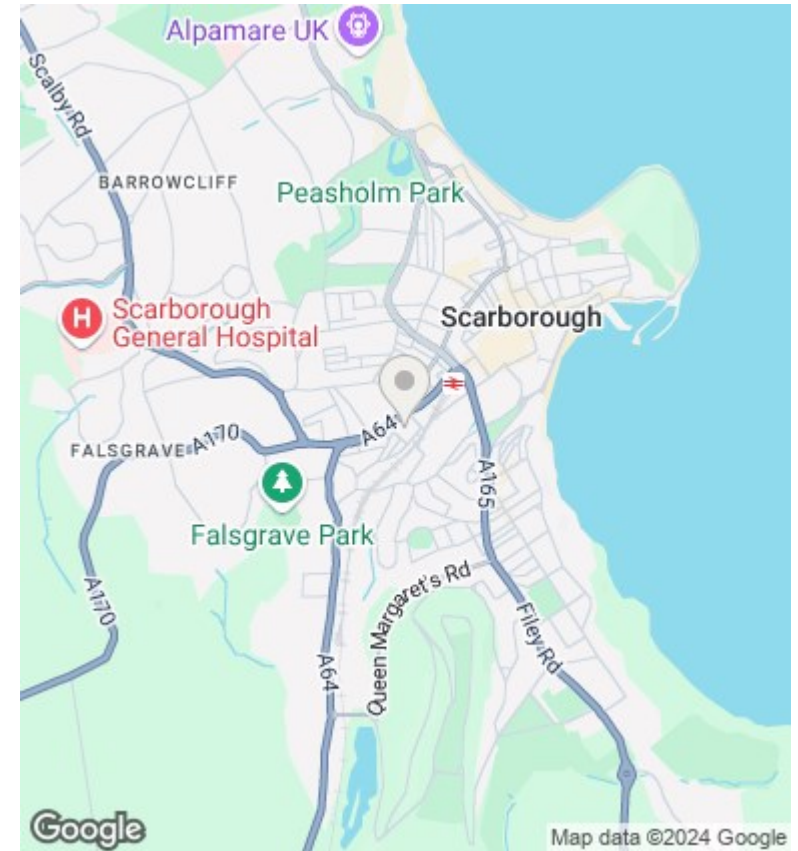 Alpamare UK
Scalby Rd
BARROWCLIFF
Peasholm Park
H
Scarborough
General Hospital
Scarborough
A64
FALSGRAVE
A170
A165
Falsgrave Park
A170
Queen Margaret's Rd
Filey Rd
A64
Google
Map data ©2024 Google